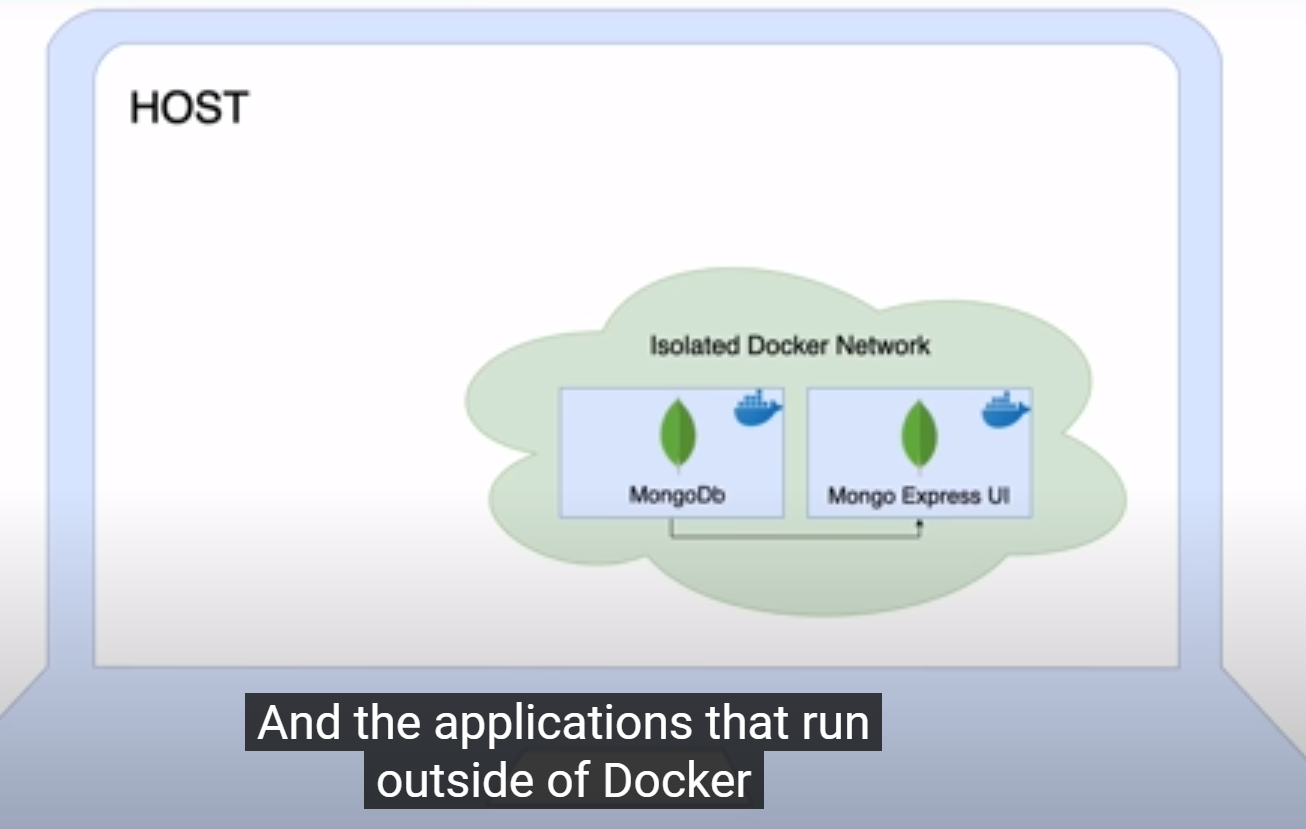 HOST
Isolated Docker Network
MongoDb
Mongo Express UI
And the applications that run
outside of Docker